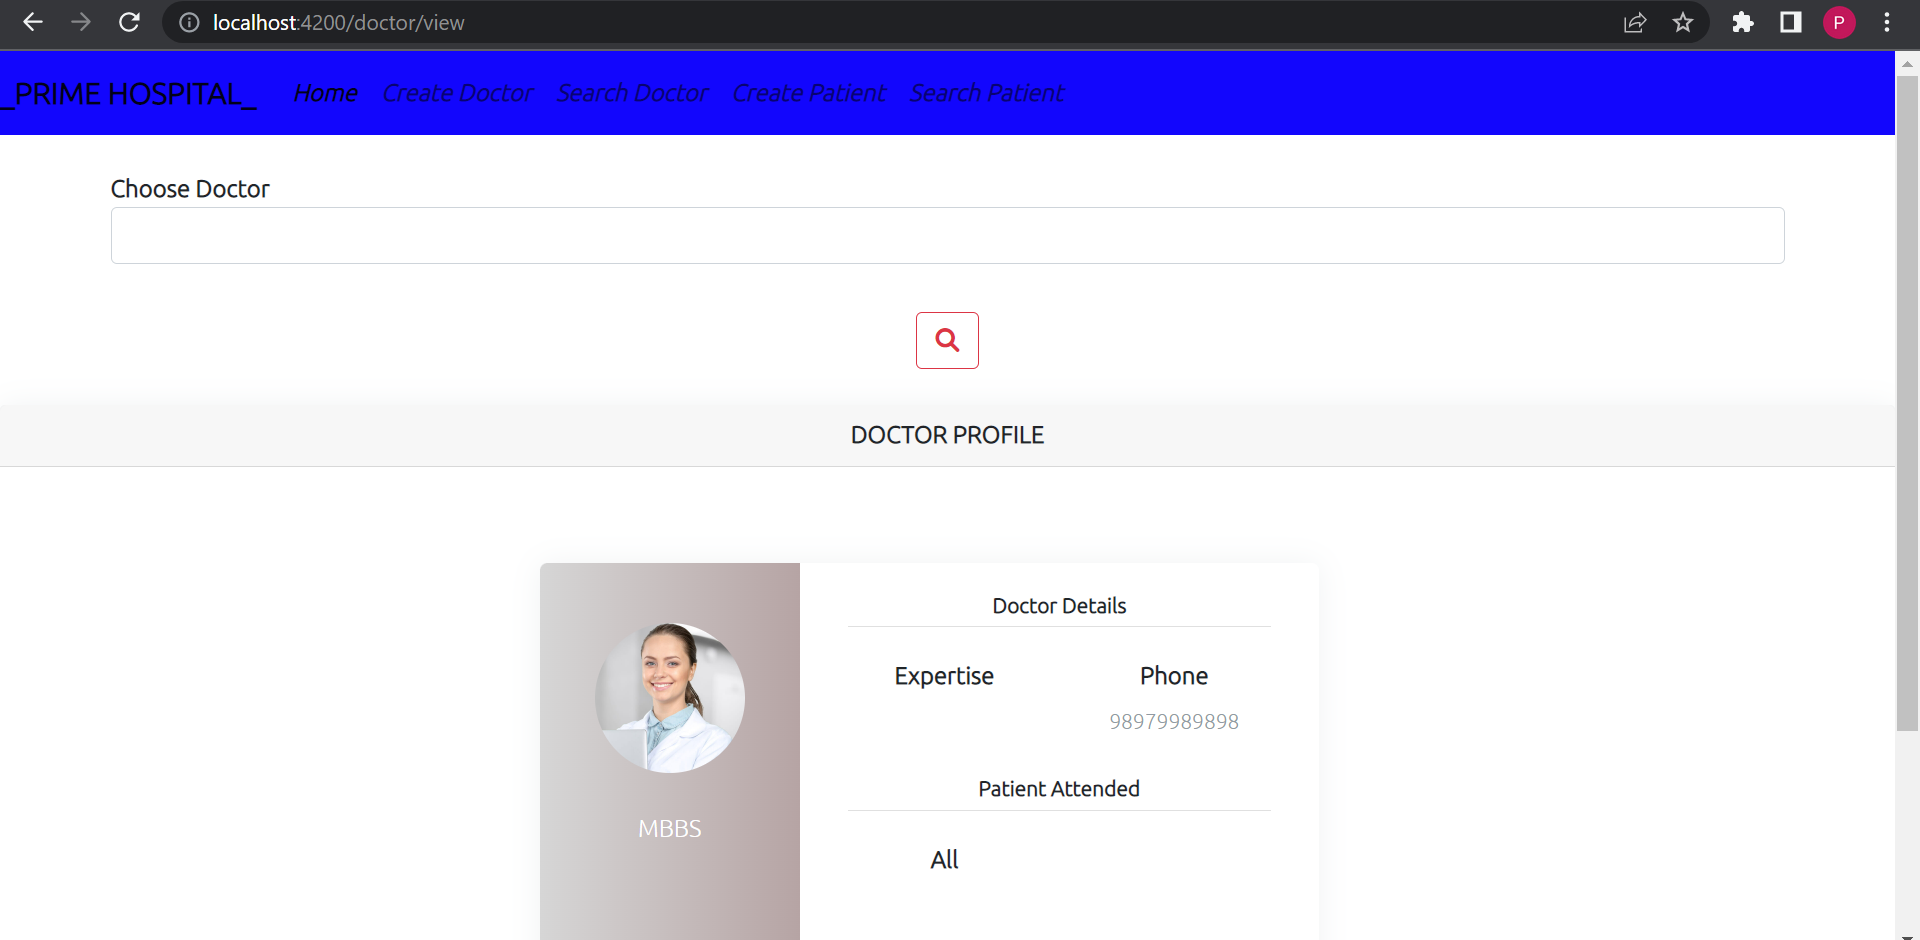 localhost:4200/doctor/view
P
_PRIME HOSPITAL_ Home Create Doctor Search Doctor Create Patient Search Patient
Choose Doctor
DOCTOR PROFILE
Doctor Details
Expertise Phone
98979989898
Patient Attended
MBBS
All